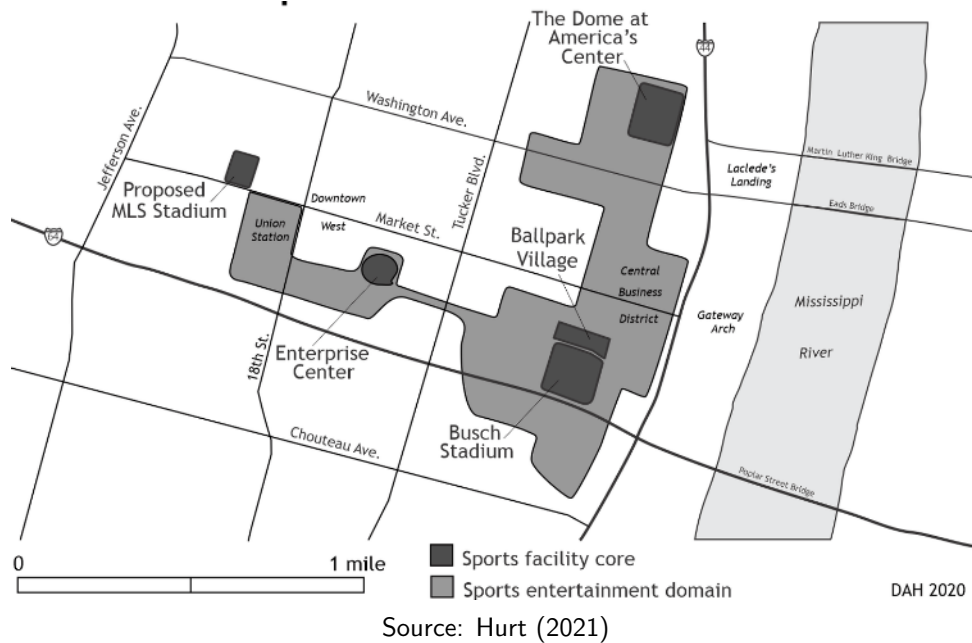 The Dome at
America's
Center
44
Washington Ave.
Jefferson Ave.
Tucker Blvd.
Martin Luther King Bridge
Laclede's
Landing
Eads Bridge
Proposed
MLS Stadium
Downtown
West
Union
Station
Market St.
Ballpark
Village
64
Central
Business
District
Gateway
Arch
Mississippi
River
Enterprise
Center
18th St.
Busch
Stadium
Chouteau Ave.
Poplar Street Bridge
0
1 mile
Sports facility core
Sports entertainment domain
DAH 2020
Source: Hurt (2021)